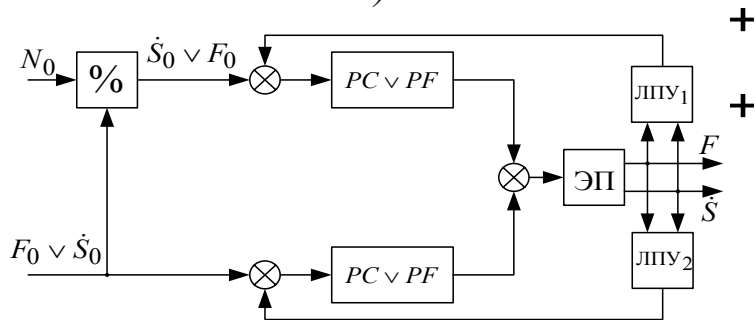 )
+
N₀
%
Ṡ₀ ∨ F₀
PC ∨ PF
ЛПУ₁
+
F
ЭП
Ṡ
F₀ ∨ Ṡ₀
PC ∨ PF
ЛПУ₂